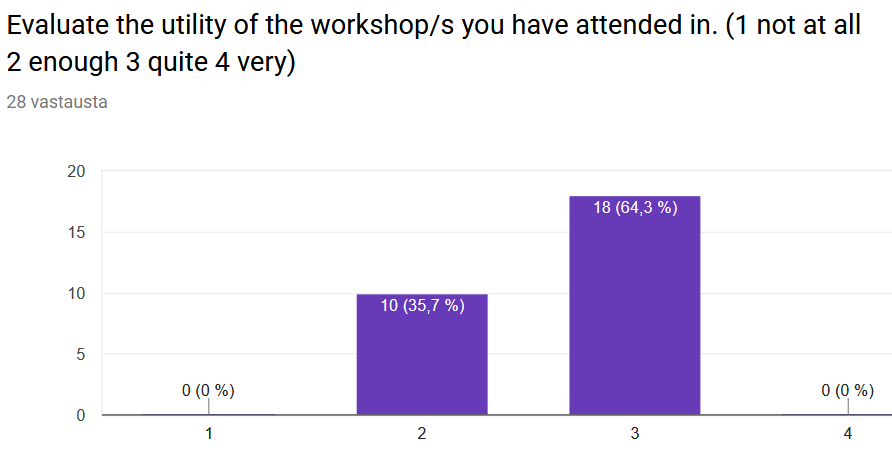 Evaluate the utility of the workshop/s you have attended in. (1 not at all
2 enough 3 quite 4 very)
28 vastausta
20
15
10
5
0
0 (0 %)
10 (35,7 %)
18 (64,3 %)
0 (0 %)
1
2
3
4